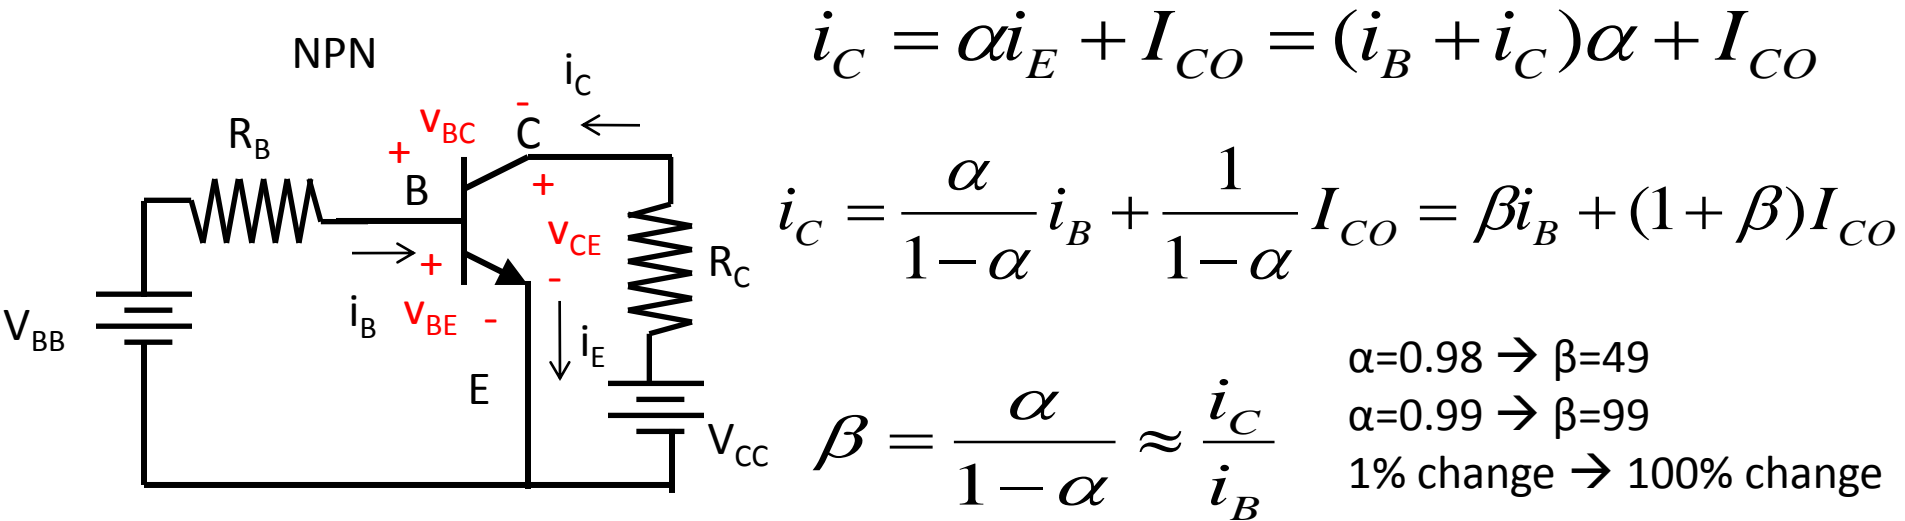 NPN
i_C
- 
v_BC
C
R_B
+
B
+
v_CE
R_C
i_B
+
v_BE
-
-
V_BB
i_E
E
V_CC
i_C = αi_E + I_CO = (i_B + i_C)α + I_CO
i_C = α/(1−α) i_B + 1/(1−α) I_CO = βi_B + (1+β)I_CO
β = α/(1−α) ≈ i_C/i_B
α=0.98 → β=49
α=0.99 → β=99
1% change → 100% change